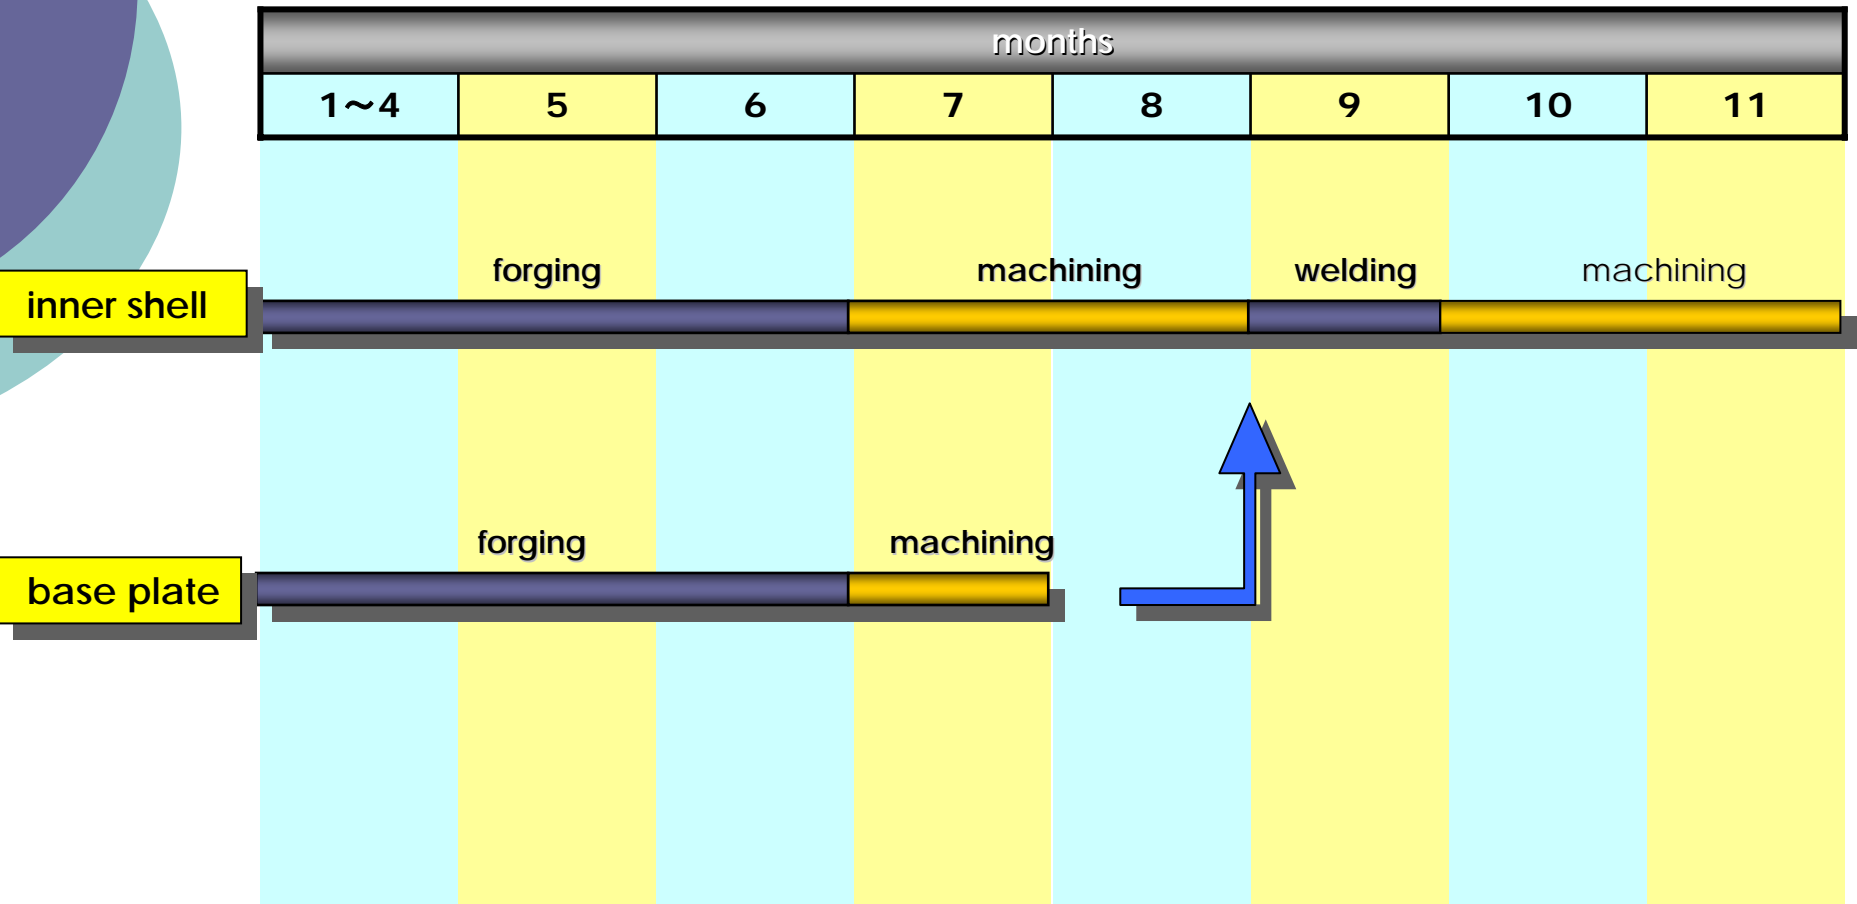 months
1～4 5 6 7 8 9 10 11
forging machining welding machining
inner shell
forging machining
base plate